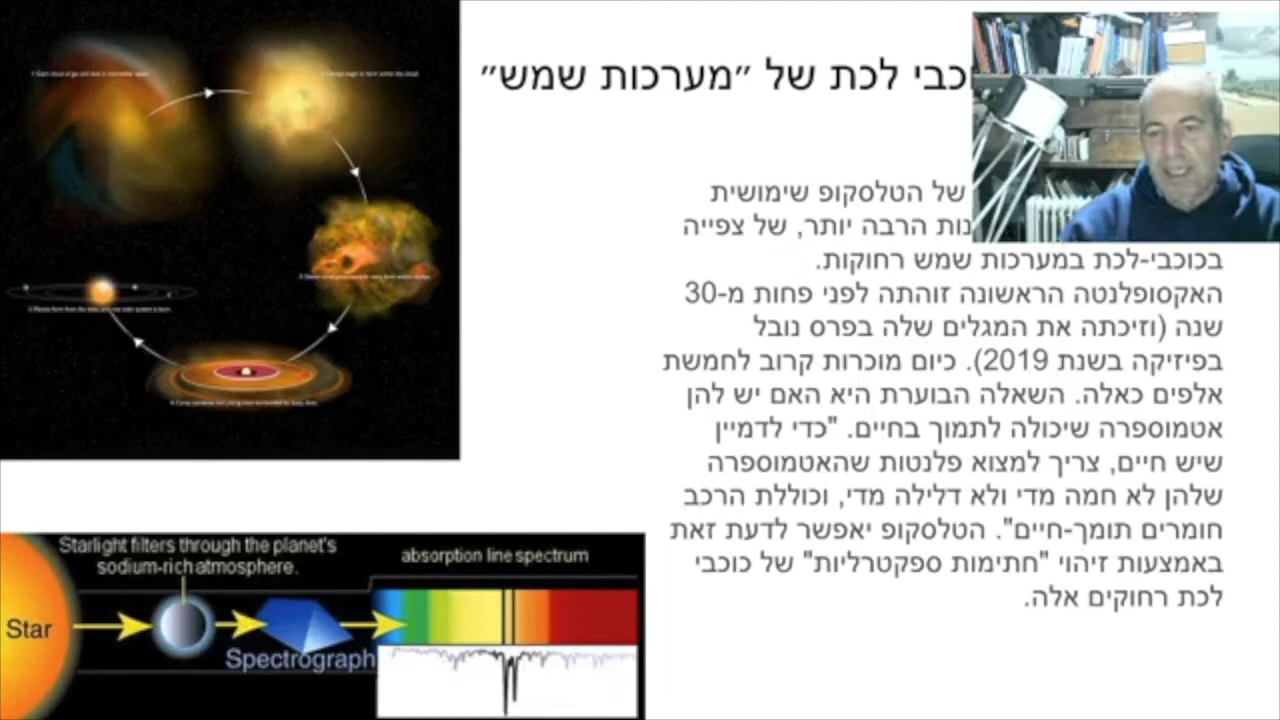 כבי לכת של ״מערכות שמש״
של הטלסקופ שימושית
נות הרבה יותר, של צפייה
בכוכבי-לכת במערכות שמש רחוקות.
האקסופלנטה הראשונה זוהתה לפני פחות מ-30
שנה (וזיכתה את המגלים שלה בפרס נובל
בפיזיקה בשנת 2019). כיום מוכרות קרוב לחמשת
אלפים כאלה. השאלה הבוערת היא האם יש להן
אטמוספרה שיכולה לתמוך בחיים. "כדי לדמיין
שיש חיים, צריך למצוא פלנטות שהאטמוספרה
שלהן לא חמה מדי ולא דלילה מדי, וכוללת הרכב
חומרים תומך-חיים". הטלסקופ יאפשר לדעת זאת
באמצעות זיהוי "חתימות ספקטרליות" של כוכבי
לכת רחוקים אלה.
Starlight filters through the planet's
sodium-rich atmosphere.
absorption line spectrum
Star
Spectrograph